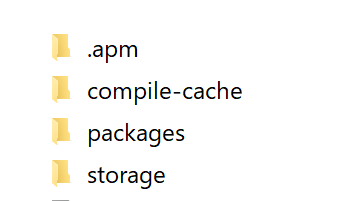 .apm
compile-cache
packages
storage